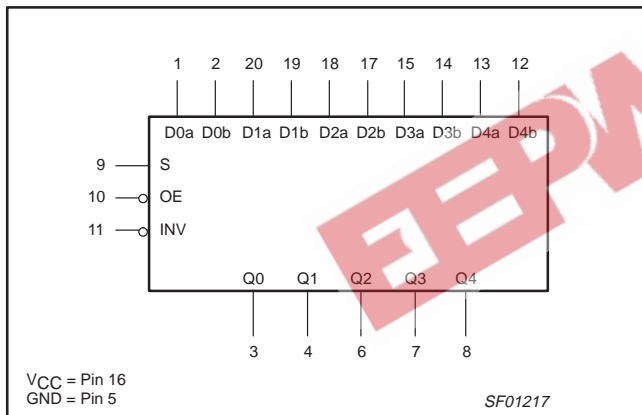 1 2 20 19 18 17 15 14 13 12
D0a D0b D1a D1b D2a D2b D3a D3b D4a D4b
9 S
10 OE
11 INV
Q0 Q1 Q2 Q3 Q4
3 4 6 7 8
VCC = Pin 16
GND = Pin 5
SF01217
EEPW